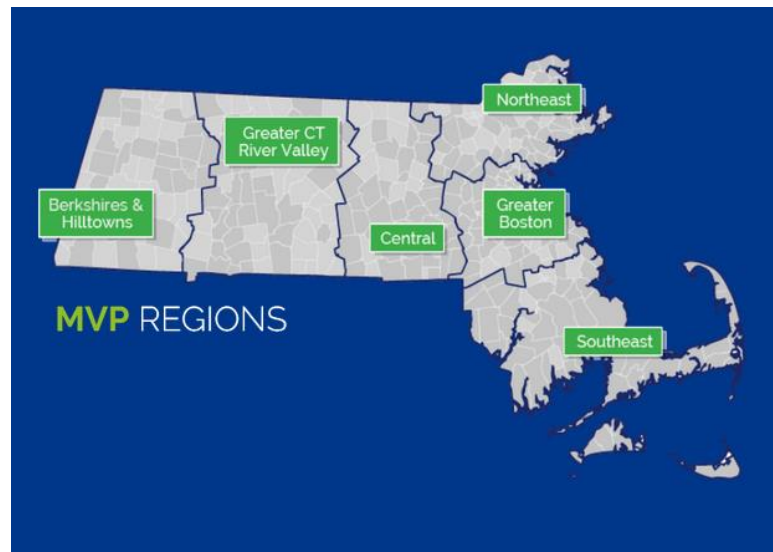 Northeast
Greater CT
River Valley
Berkshires &
Hilltowns
Greater
Boston
Central
MVP REGIONS
Southeast